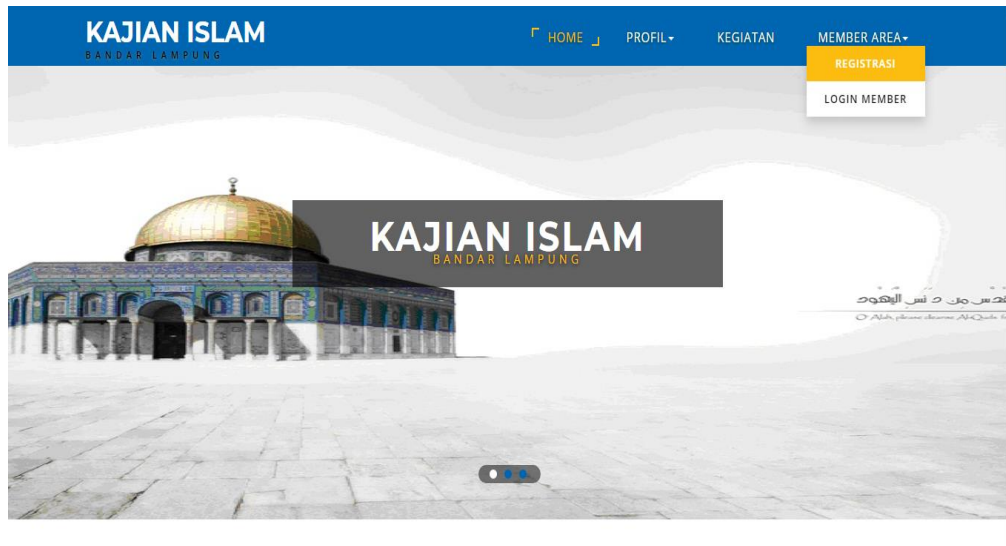 KAJIAN ISLAM
BANDAR LAMPUNG
HOME PROFIL KEGIATAN MEMBER AREA
REGISTRASI
LOGIN MEMBER
KAJIAN ISLAM
BANDAR LAMPUNG